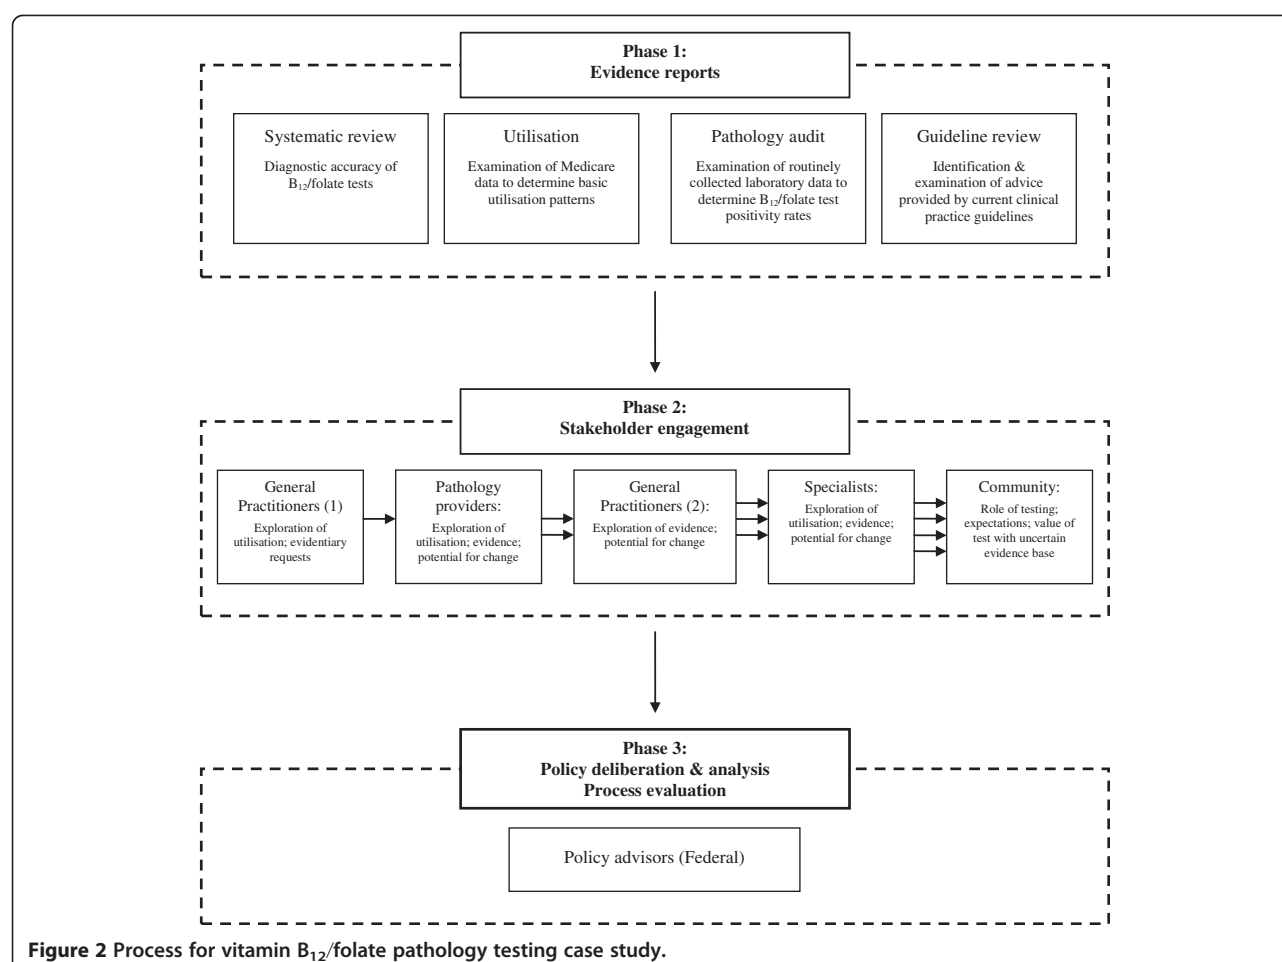 Phase 1:
Evidence reports
Systematic review
Diagnostic accuracy of
B₁₂/folate tests
Utilisation
Examination of Medicare
data to determine basic
utilisation patterns
Pathology audit
Examination of routinely
collected laboratory data to
determine B₁₂/folate test
positivity rates
Guideline review
Identification &
examination of advice
provided by current clinical
practice guidelines
Phase 2:
Stakeholder engagement
General
Practitioners (1)
Exploration of
utilisation; evidentiary
requests
Pathology
providers:
Exploration of
utilisation; evidence;
potential for change
General
Practitioners (2):
Exploration of evidence;
potential for change
Specialists:
Exploration of
utilisation; evidence;
potential for change
Community:
Role of testing;
expectations; value of
test with uncertain
evidence base
Phase 3:
Policy deliberation & analysis
Process evaluation
Policy advisors (Federal)
Figure 2 Process for vitamin B₁₂/folate pathology testing case study.